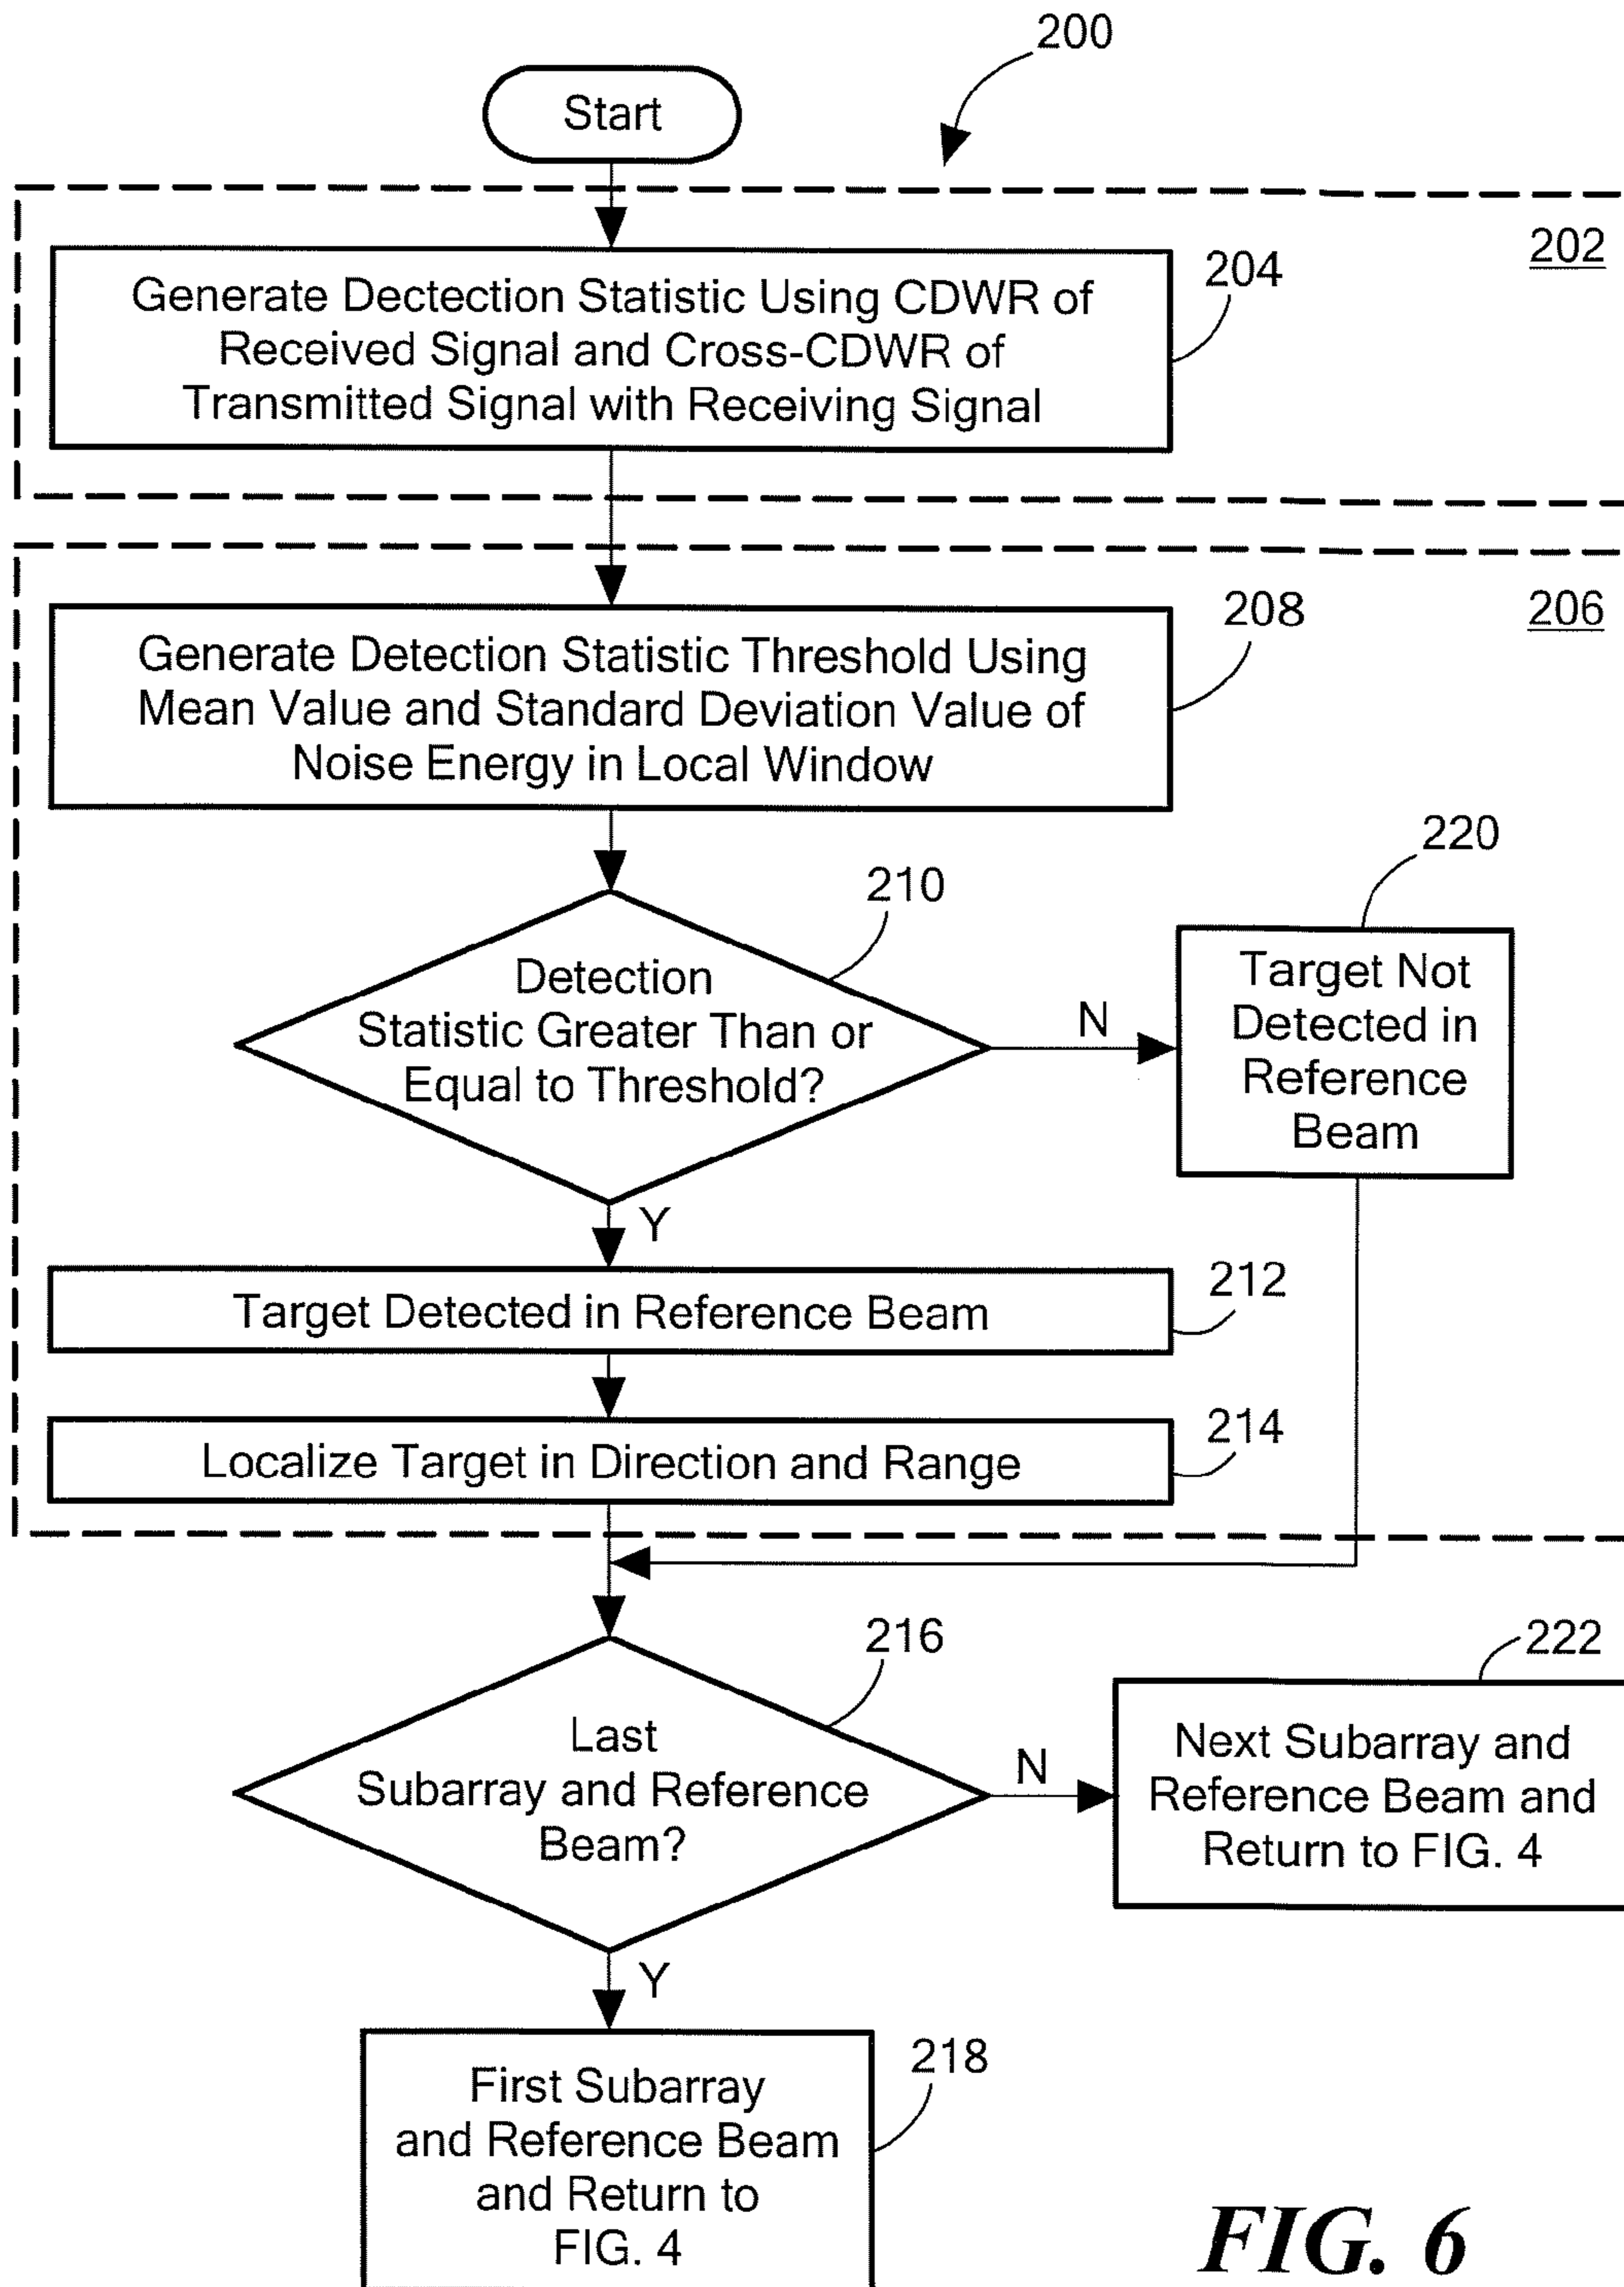 200
Start
202
204
Generate Dectection Statistic Using CDWR of
Received Signal and Cross-CDWR of
Transmitted Signal with Receiving Signal
206
208
Generate Detection Statistic Threshold Using
Mean Value and Standard Deviation Value of
Noise Energy in Local Window
220
210
Detection
Statistic Greater Than or
Equal to Threshold?
N
Target Not
Detected in
Reference
Beam
Y
212
Target Detected in Reference Beam
214
Localize Target in Direction and Range
216
222
Last
Subarray and Reference
Beam?
N
Next Subarray and
Reference Beam and
Return to FIG. 4
Y
218
First Subarray
and Reference Beam
and Return to
FIG. 4
FIG. 6